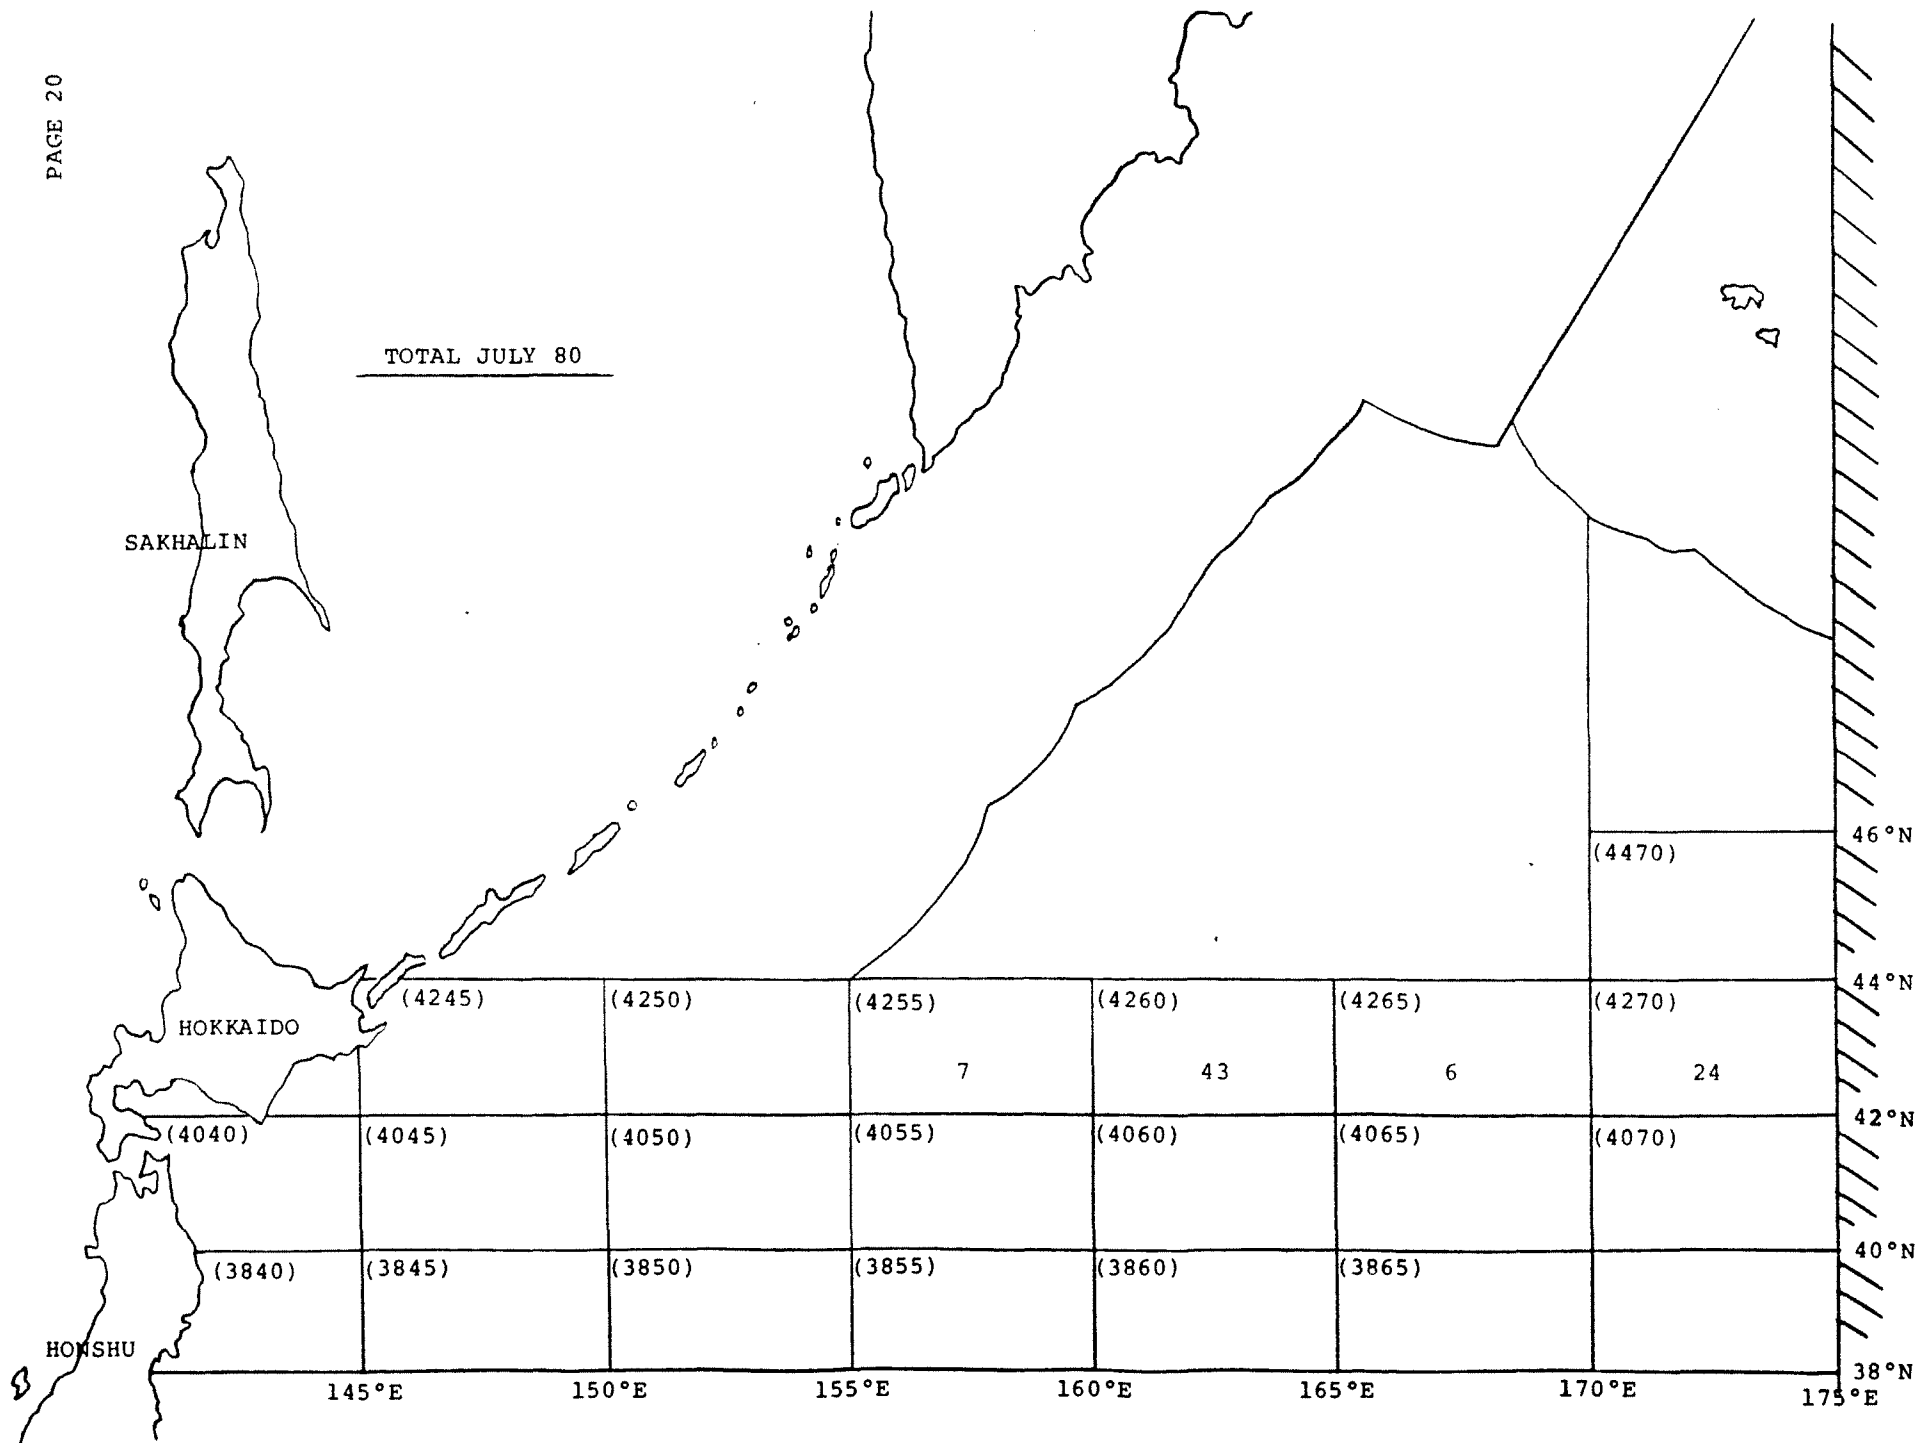 PAGE 20
TOTAL JULY 80
SAKHALIN
46°N
(4470)
44°N
(4245) (4250) (4255) (4260) (4265) (4270)
HOKKAIDO
7 43 6 24
42°N
(4040) (4045) (4050) (4055) (4060) (4065) (4070)
40°N
(3840) (3845) (3850) (3855) (3860) (3865)
HONSHU
38°N
145°E 150°E 155°E 160°E 165°E 170°E 175°E